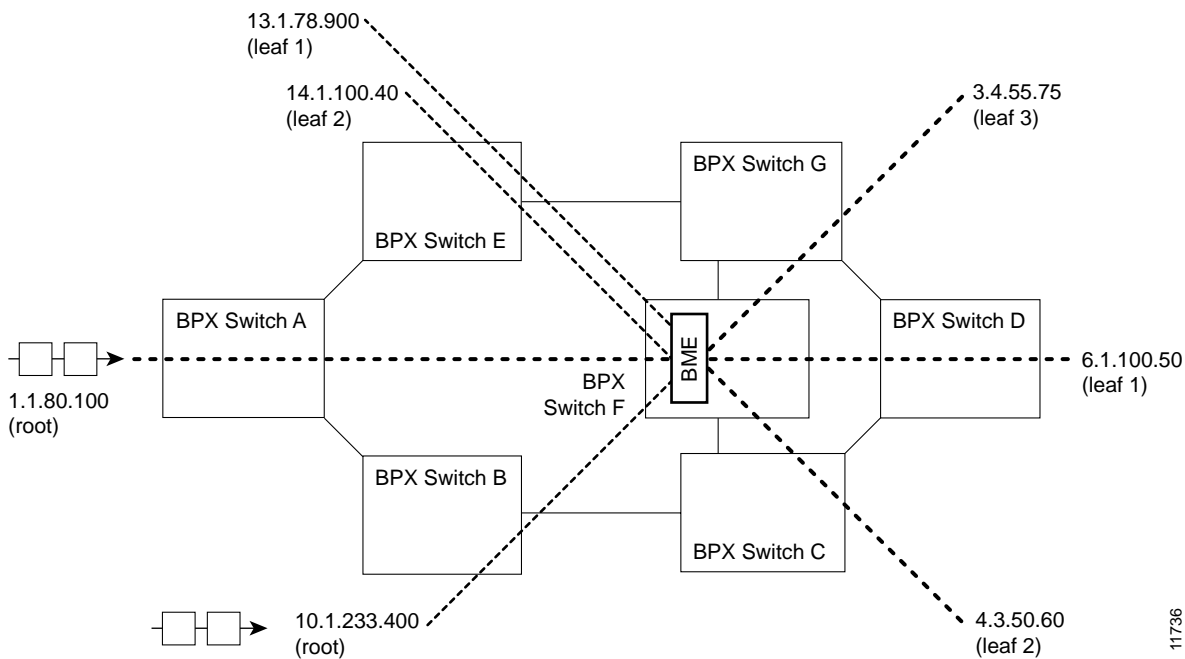 13.1.78.900
(leaf 1)
14.1.100.40
(leaf 2)
3.4.55.75
(leaf 3)
BPX Switch G
BPX Switch E
BPX Switch A
BPX Switch D
BME
1.1.80.100
(root)
BPX
Switch F
6.1.100.50
(leaf 1)
BPX Switch B
BPX Switch C
10.1.233.400
(root)
4.3.50.60
(leaf 2)
11736